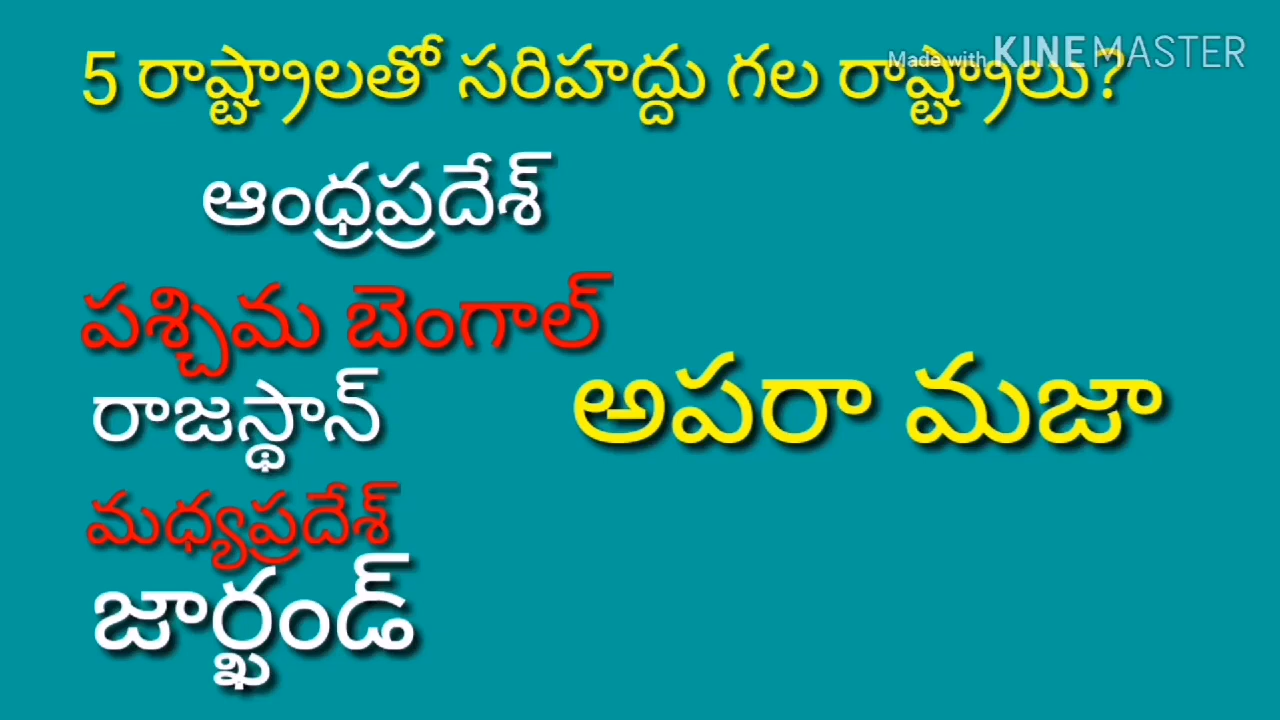 5 రాష్ట్రాలతో సరిహద్దు గల రాష్ట్రాలు?
Made with KINEMASTER
ఆంధ్రప్రదేశ్
పశ్చిమ బెంగాల్
రాజస్థాన్
అపరా మజా
మధ్యప్రదేశ్
జార్ఖండ్